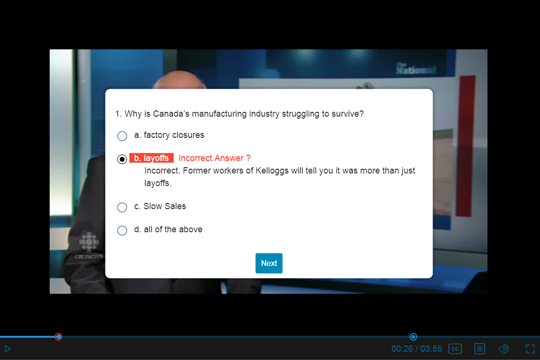 The
National
1. Why is Canada's manufacturing industry struggling to survive?
a. factory closures
b. layoffs Incorrect Answer ?
Incorrect. Former workers of Kelloggs will tell you it was more than just
layoffs.
c. Slow Sales
d. all of the above
Next
CBC NEWS
00:26 / 03:55
CC